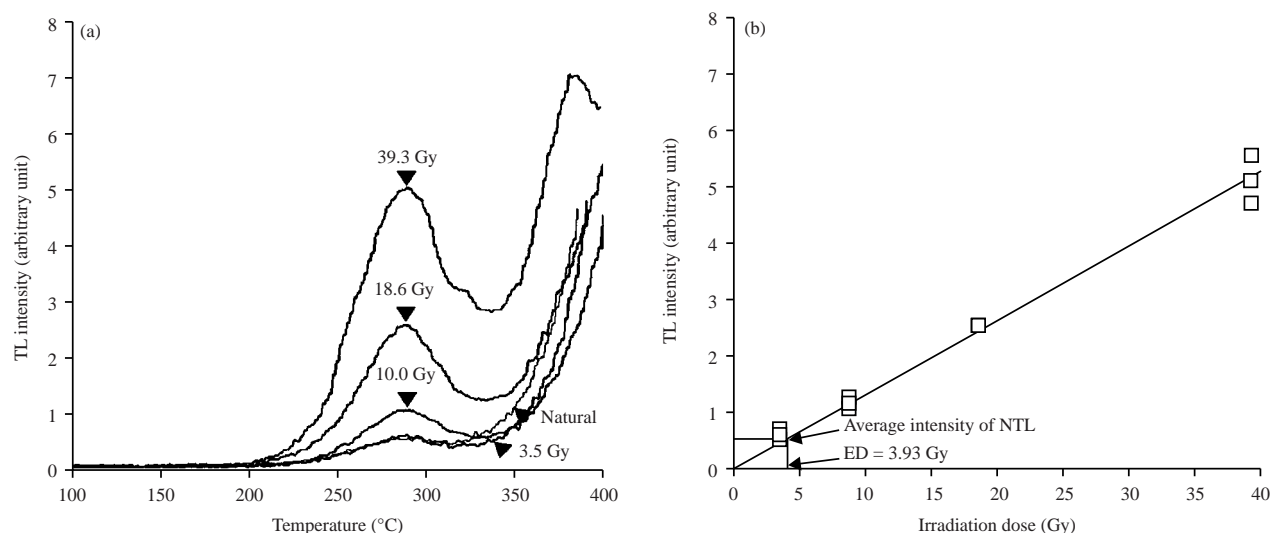 (a)
8
7
6
5
4
3
2
1
0
TL intensity (arbitrary unit)
39.3 Gy
18.6 Gy
10.0 Gy
Natural
3.5 Gy
100 150 200 250 300 350 400
Temperature (°C)
(b)
8
7
6
5
4
3
2
1
0
TL intensity (arbitrary unit)
Average intensity of NTL
ED = 3.93 Gy
0 5 10 15 20 25 30 35 40
Irradiation dose (Gy)